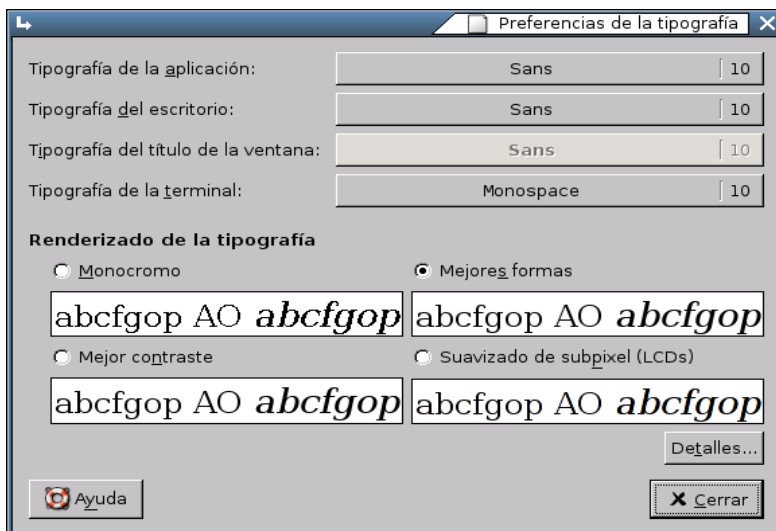 Preferencias de la tipografía
Tipografía de la aplicación: Sans 10
Tipografía del escritorio: Sans 10
Tipografía del título de la ventana: Sans 10
Tipografía de la terminal: Monospace 10
Renderizado de la tipografía
Monocromo Mejores formas
abcfgop AO abcfgop abcfgop AO abcfgop
Mejor contraste Suavizado de subpixel (LCDs)
abcfgop AO abcfgop abcfgop AO abcfgop
Detalles...
Ayuda Cerrar